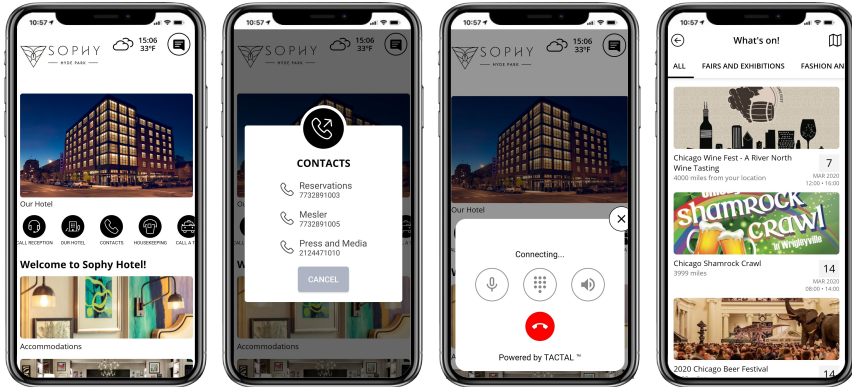 10:57
SOPHY
HYDE PARK
15:06
33°F
Our Hotel
CALL RECEPTION
OUR HOTEL
CONTACTS
HOUSEKEEPING
CALL A T
Welcome to Sophy Hotel!
Accommodations
10:57
SOPHY
HYDE PARK
15:06
33°F
CONTACTS
Reservations
7732891003
Mesler
7732891005
Press and Media
2124471010
CANCEL
Accommodations
10:57
SOPHY
HYDE PARK
15:06
33°F
Our Hotel
Connecting...
Powered by TACTAL ™
10:57
What's on!
ALL FAIRS AND EXHIBITIONS FASHION AN
Chicago Wine Fest - A River North
Wine Tasting
4000 miles from your location
7
MAR 2020
12:00 • 16:00
shamrock
CRAWL
in Wrigleyville
Chicago Shamrock Crawl
3999 miles
14
MAR 2020
08:00 • 14:00
2020 Chicago Beer Festival
14